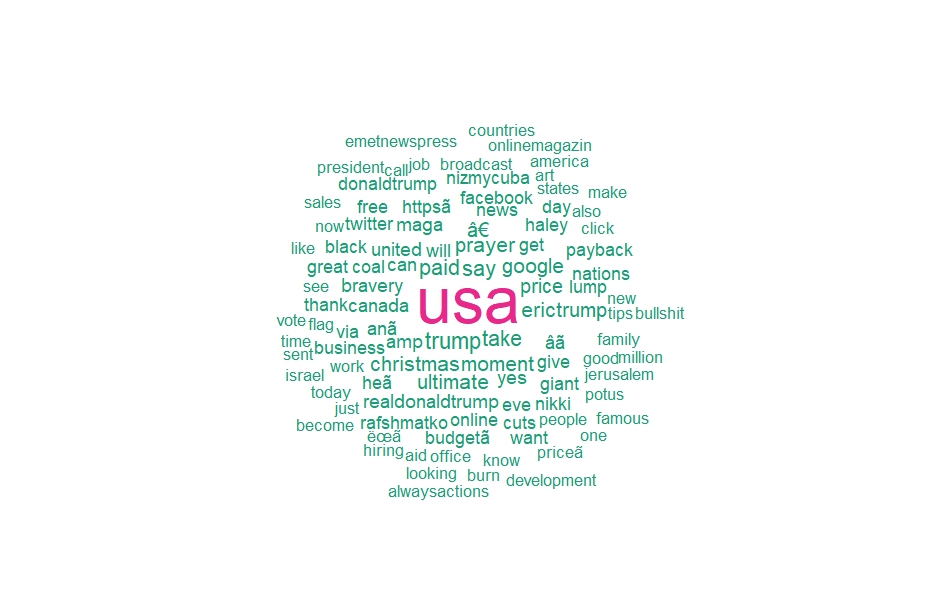 countries
emetnewspress onlinemagazin
president call job broadcast america
donaldtrump nizmycuba art
sales free httpsã facebook states make
news day also
now twitter maga â€ haley click
like black united will prayer get payback
great coal can paid say google nations
see bravery usa price lump new
thank canada erictrump tips bullshit
vote flag via anã
time business amp trump take âã family
sent work christmas moment give good million
israel heã ultimate yes giant jerusalem
today realdonaldtrump eve nikki potus
just
become rafshmatko online cuts people famous
ëœã budgetã want one
hiring aid office know priceã
looking burn development
always actions